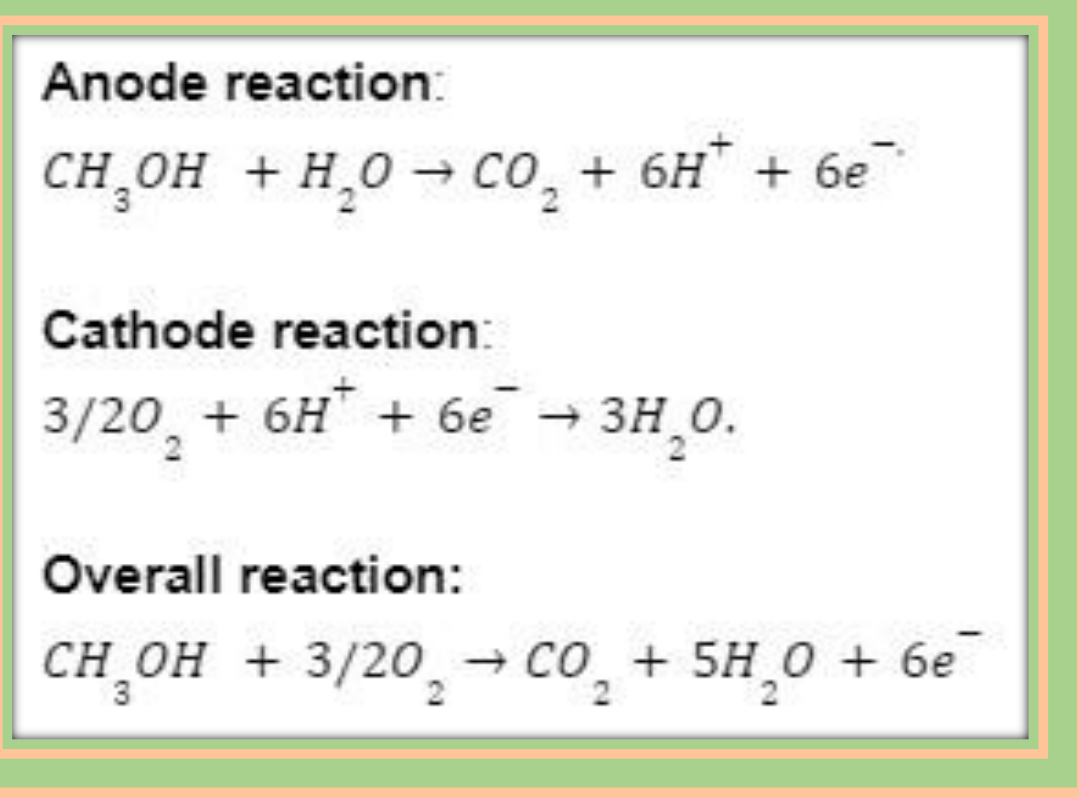 Anode reaction:
CH₃OH + H₂O → CO₂ + 6H⁺ + 6e⁻.
Cathode reaction:
3/2O₂ + 6H⁺ + 6e⁻ → 3H₂O.
Overall reaction:
CH₃OH + 3/2O₂ → CO₂ + 5H₂O + 6e⁻